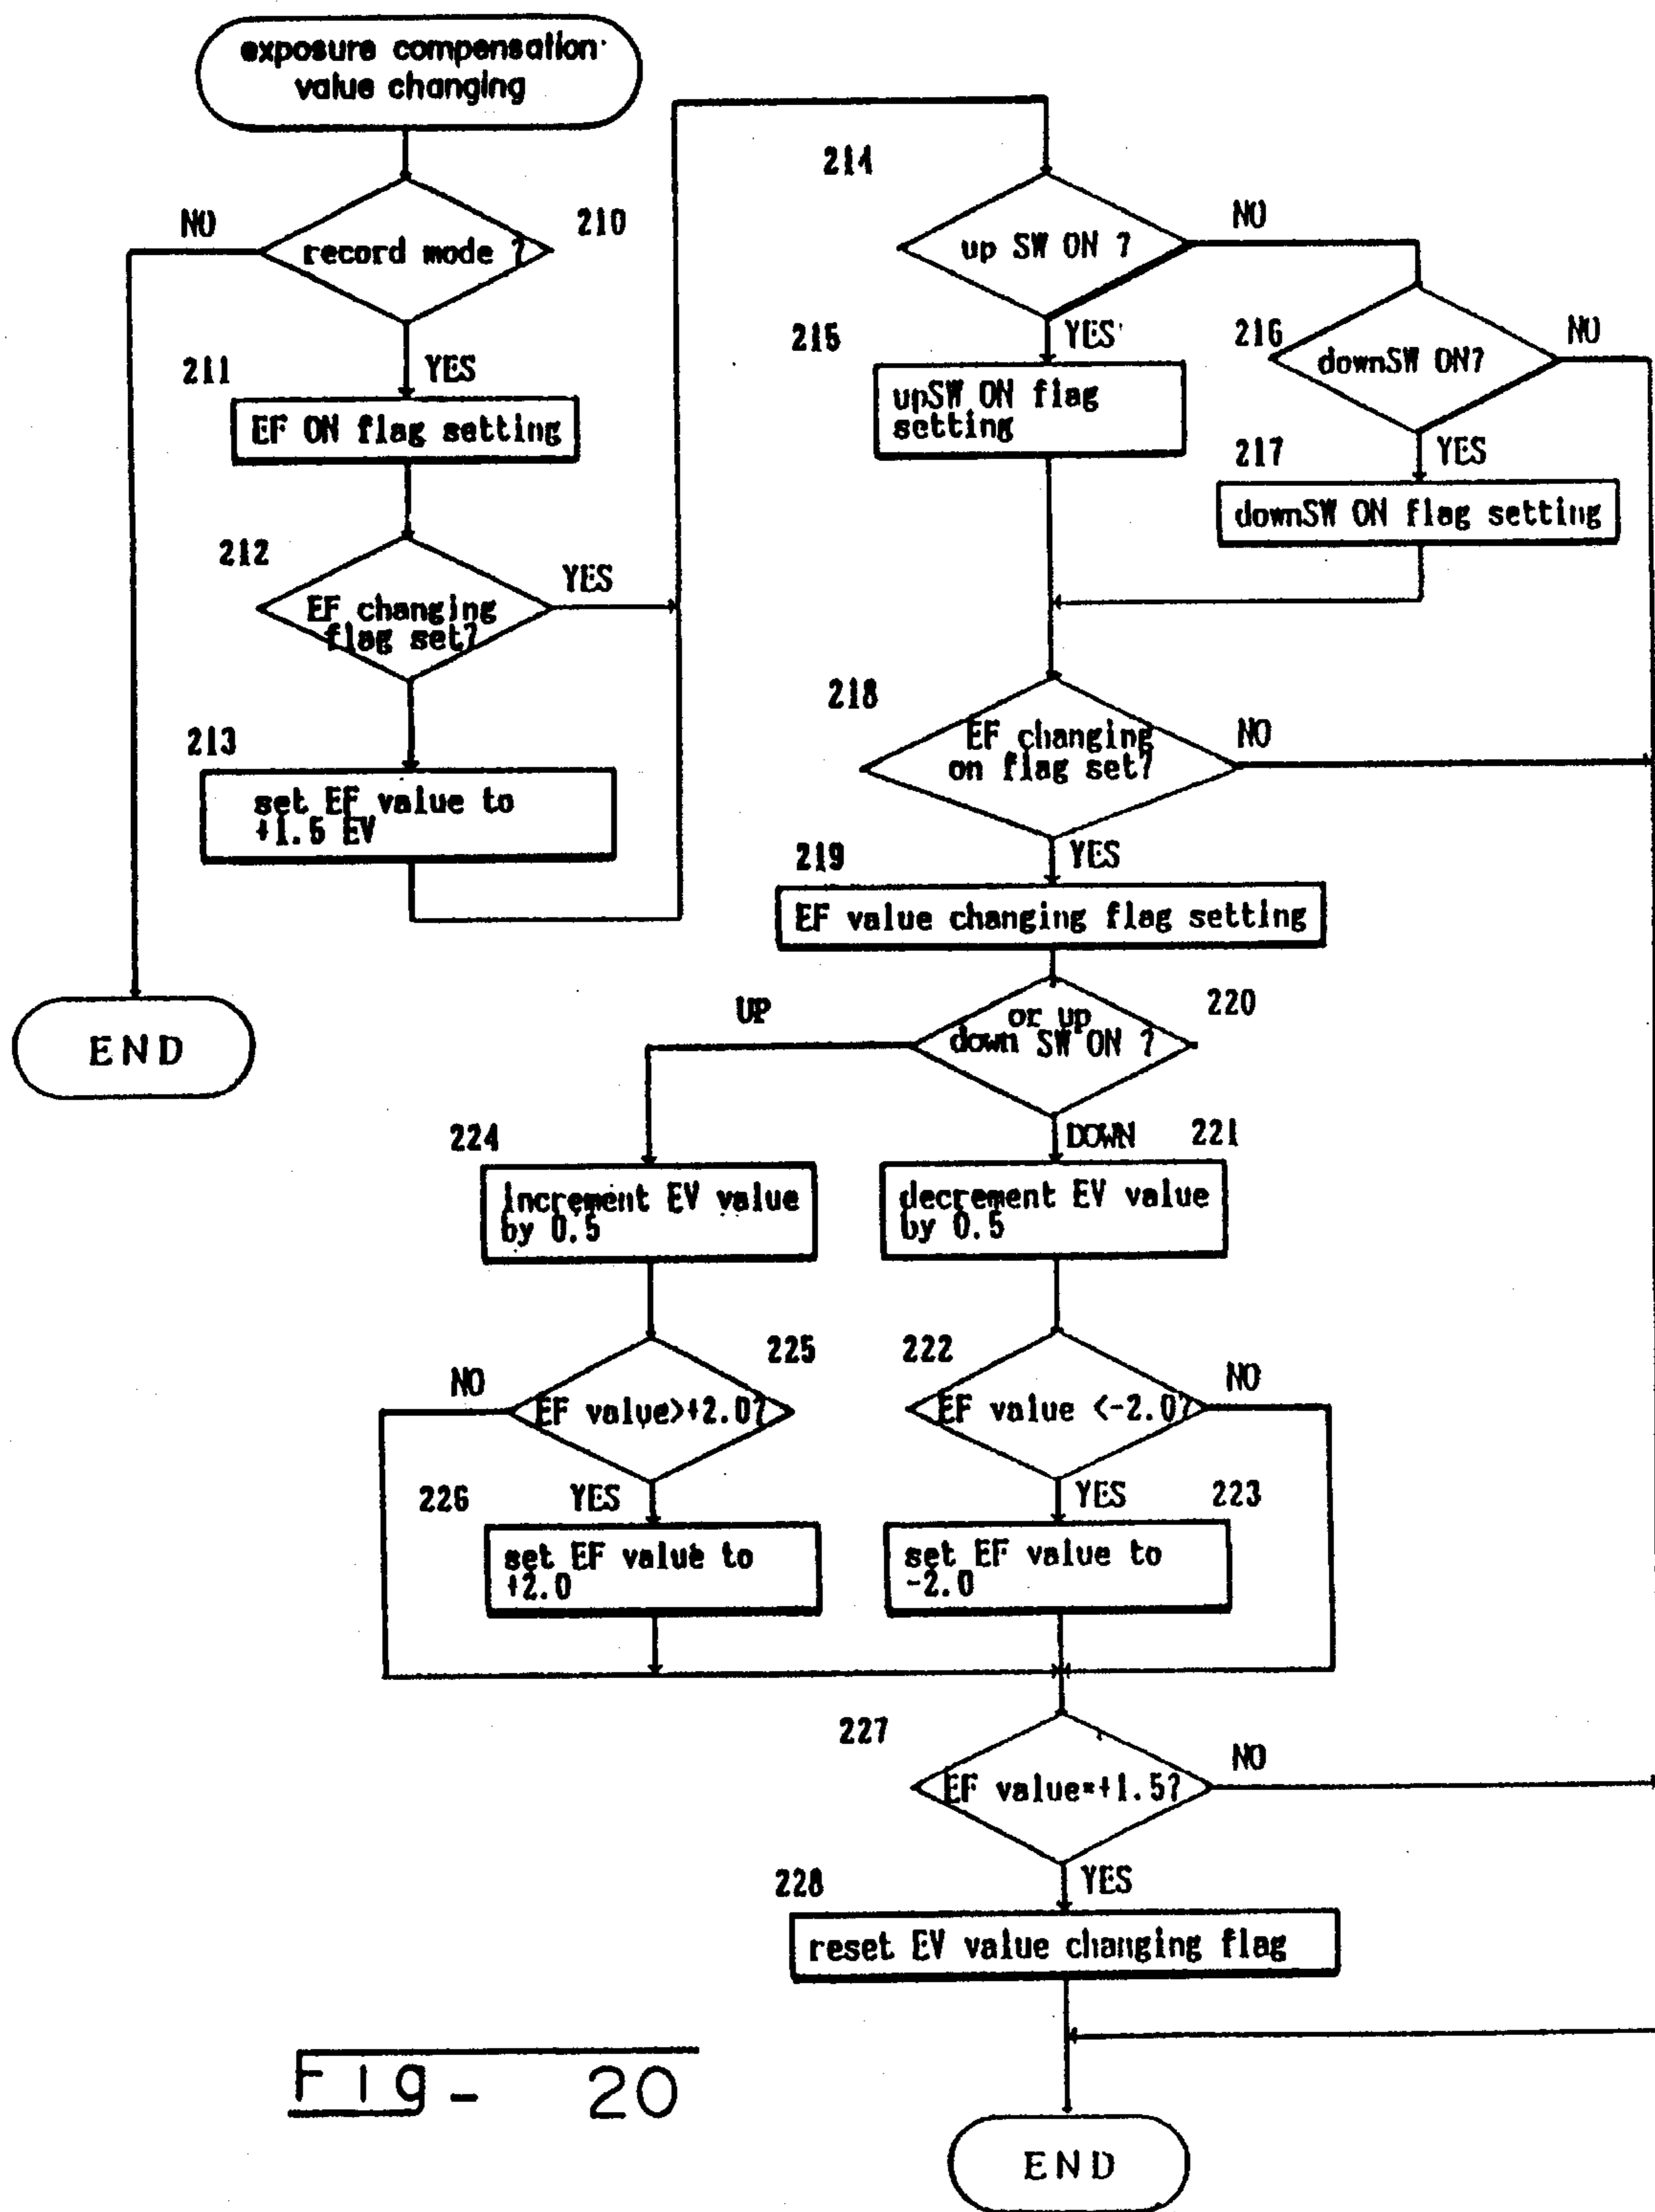 exposure compensation
value changing
NO
record mode ?
210
YES
211
EF ON flag setting
212
YES
EF changing
flag set?
213
set EF value to
+1.5 EV
END
214
up SW ON ?
NO
215
YES
upSW ON flag
setting
216
downSW ON?
NO
217
YES
downSW ON flag setting
218
EF changing
on flag set?
NO
219
YES
EF value changing flag setting
UP
or up
down SW ON ?
220
224
increment EV value
by 0.5
DOWN
221
decrement EV value
by 0.5
NO
225
EF value>+2.0?
222
NO
EF value <-2.0?
226
YES
set EF value to
+2.0
YES
223
set EF value to
-2.0
227
NO
EF value=+1.5?
228
YES
reset EV value changing flag
END
Fig- 20